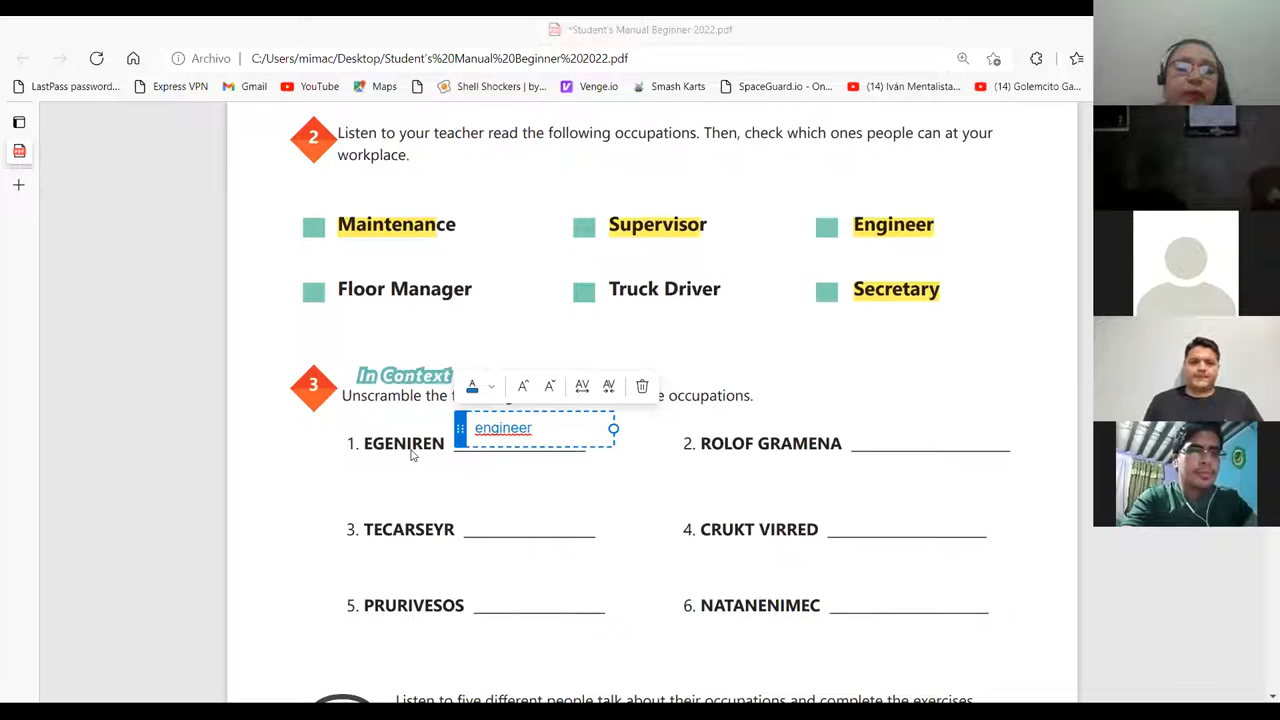 *Student's Manual Beginner 2022.pdf
Archivo C:/Users/mimac/Desktop/Student's%20Manual%20Beginner%202022.pdf
LastPass password... Express VPN Gmail YouTube Maps Shell Shockers | by... Venge.io Smash Karts SpaceGuard.io - On... (14) Iván Mentalista... (14) Golemcito Ga...
2 Listen to your teacher read the following occupations. Then, check which ones people can at your
workplace.
Maintenance Supervisor Engineer
Floor Manager Truck Driver Secretary
3 In Context
Unscramble the occupations.
engineer
1. EGENIREN 2. ROLOF GRAMENA
3. TECARSEYR 4. CRUKT VIRRED
5. PRURIVESOS 6. NATANENIMEC
Listen to five different people talk about their occupations and complete the exercises